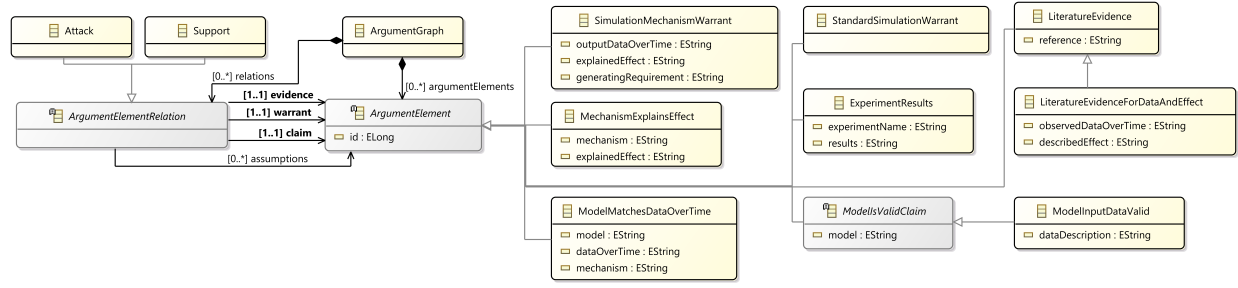 Attack
Support
ArgumentGraph
[0..*] relations
[0..*] argumentElements
ArgumentElementRelation
[1..1] evidence
[1..1] warrant
[1..1] claim
[0..*] assumptions
ArgumentElement
id : ELong
SimulationMechanismWarrant
outputDataOverTime : EString
explainedEffect : EString
generatingRequirement : EString
MechanismExplainsEffect
mechanism : EString
explainedEffect : EString
ModelMatchesDataOverTime
model : EString
dataOverTime : EString
mechanism : EString
StandardSimulationWarrant
ExperimentResults
experimentName : EString
results : EString
ModelIsValidClaim
model : EString
LiteratureEvidence
reference : EString
LiteratureEvidenceForDataAndEffect
observedDataOverTime : EString
describedEffect : EString
ModelInputDataValid
dataDescription : EString